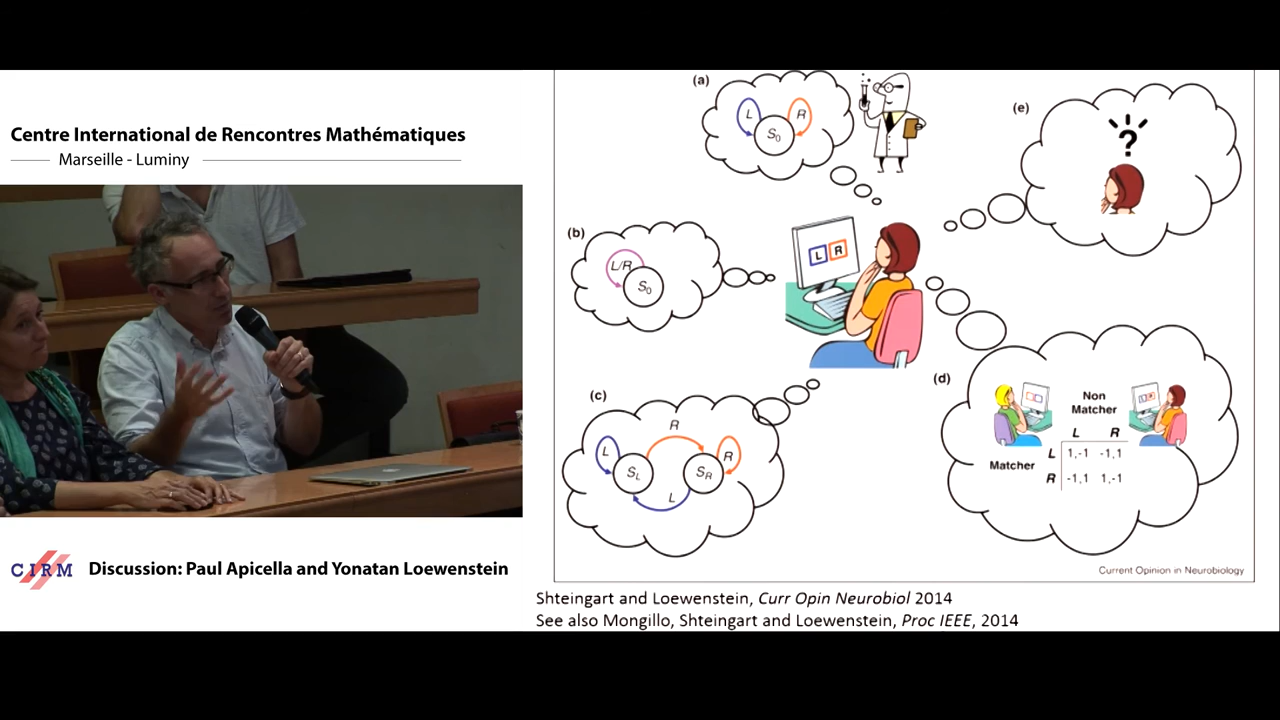 Centre International de Rencontres Mathématiques
Marseille - Luminy
CIRM
Discussion: Paul Apicella and Yonatan Loewenstein
(a)
L
R
S0
(b)
L/R
S0
(c)
R
L
R
SL
SR
L
L R
(e)
?
(d)
Non
Matcher
L R
Matcher
L 1,-1 -1,1
R -1,1 1,-1
Current Opinion in Neurobiology
Shteingart and Loewenstein, Curr Opin Neurobiol 2014
See also Mongillo, Shteingart and Loewenstein, Proc IEEE, 2014